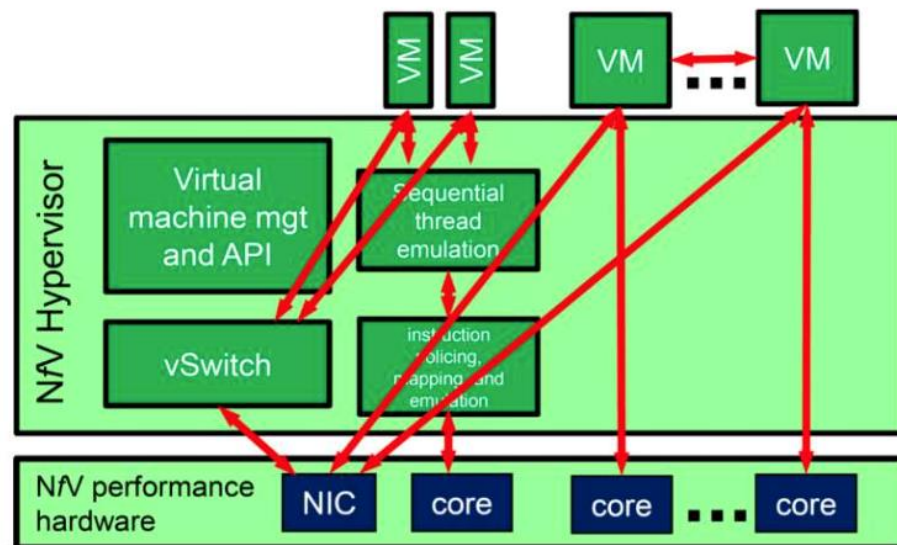 VM
VM
VM
VM
NfV Hypervisor
Virtual
machine mgt
and API
Sequential
thread
emulation
vSwitch
instruction
policing,
mapping, and
emulation
NfV performance
hardware
NIC
core
core
core